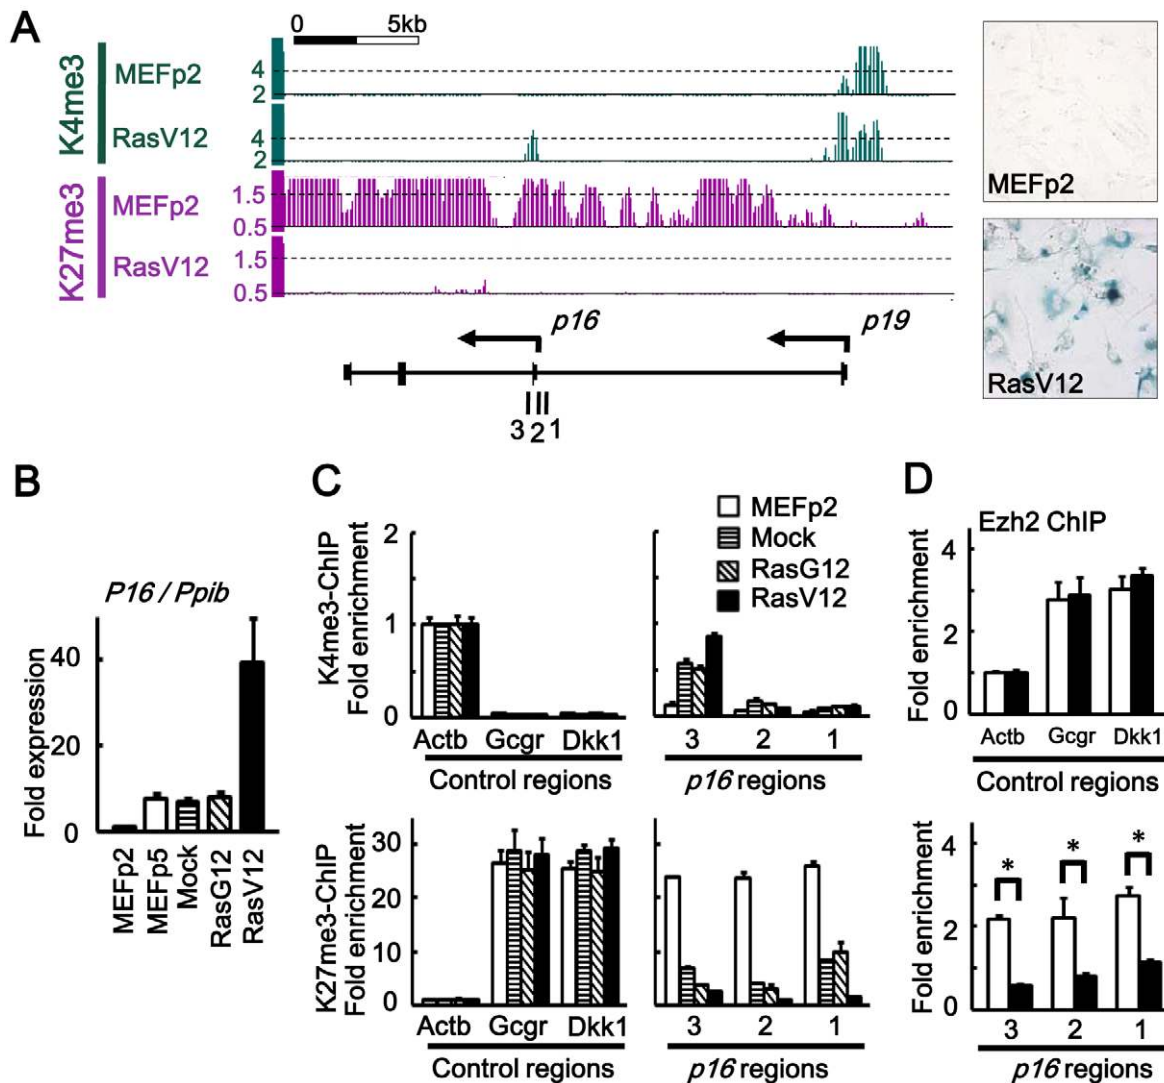 A
0 5kb
K4me3
MEFp2
4
2
RasV12
4
2
K27me3
MEFp2
1.5
0.5
RasV12
1.5
0.5
p16
p19
3 2 1
MEFp2
RasV12
B
P16 / Ppib
Fold expression
40
20
0
MEFp2
MEFp5
Mock
RasG12
RasV12
C
K4me3-ChIP
Fold enrichment
2
1
0
Actb Gcgr Dkk1
Control regions
MEFp2
Mock
RasG12
RasV12
3 2 1
p16 regions
K27me3-ChIP
Fold enrichment
30
20
10
0
Actb Gcgr Dkk1
Control regions
3 2 1
p16 regions
D
Ezh2 ChIP
Fold enrichment
4
2
0
Actb Gcgr Dkk1
Control regions
Fold enrichment
4
2
0
* * *
3 2 1
p16 regions